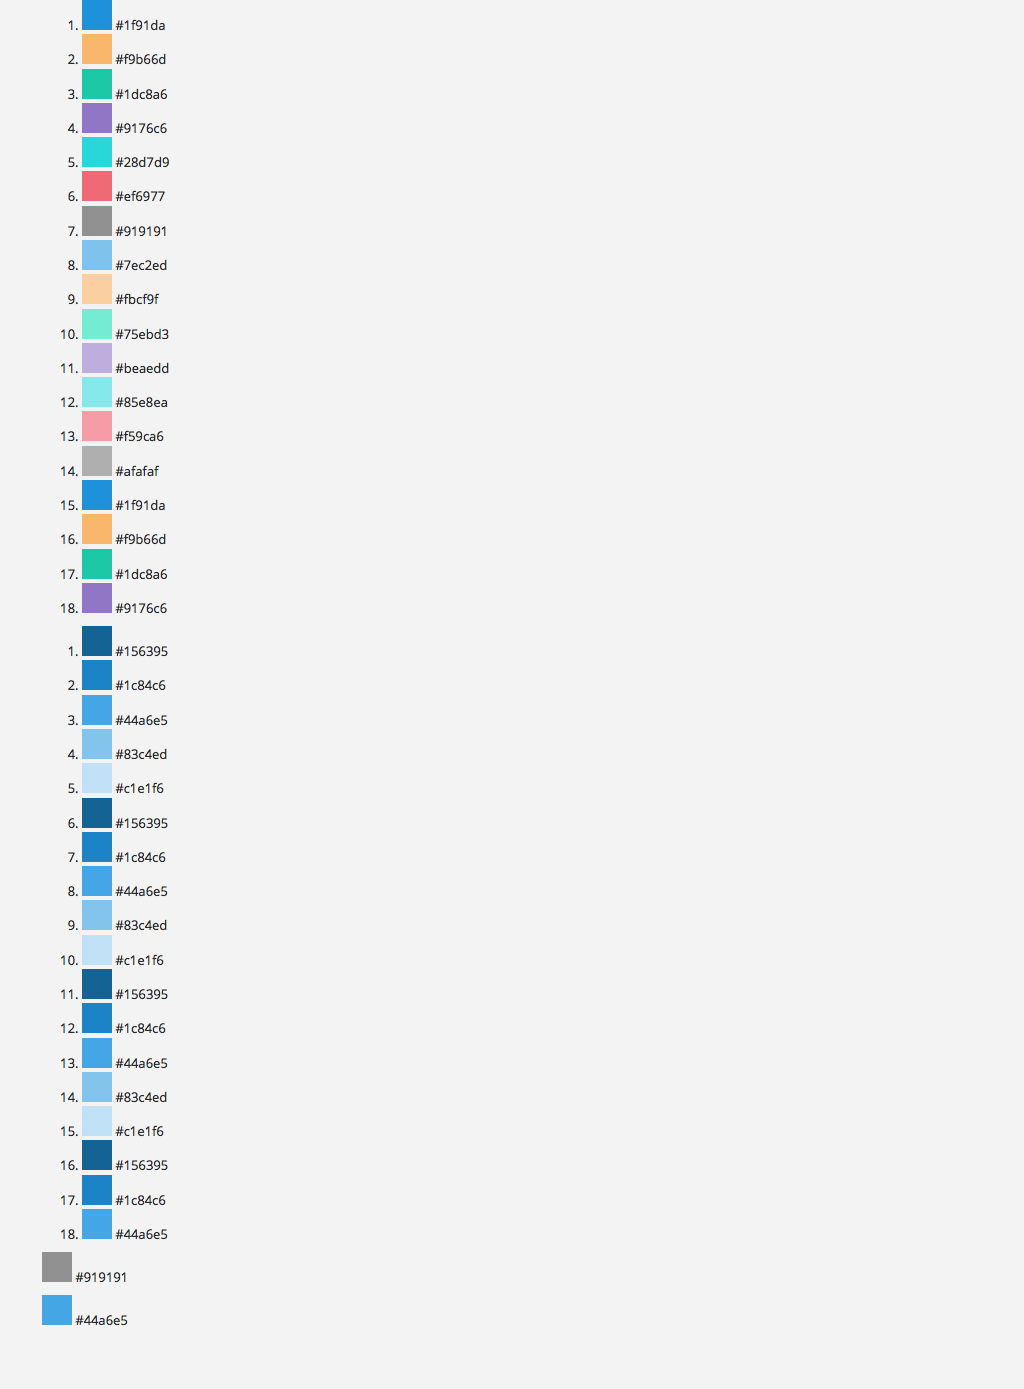 1. #1f91da
2. #f9b66d
3. #1dc8a6
4. #9176c6
5. #28d7d9
6. #ef6977
7. #919191
8. #7ec2ed
9. #fbcf9f
10. #75ebd3
11. #beaedd
12. #85e8ea
13. #f59ca6
14. #afafaf
15. #1f91da
16. #f9b66d
17. #1dc8a6
18. #9176c6
1. #156395
2. #1c84c6
3. #44a6e5
4. #83c4ed
5. #c1e1f6
6. #156395
7. #1c84c6
8. #44a6e5
9. #83c4ed
10. #c1e1f6
11. #156395
12. #1c84c6
13. #44a6e5
14. #83c4ed
15. #c1e1f6
16. #156395
17. #1c84c6
18. #44a6e5
#919191
#44a6e5